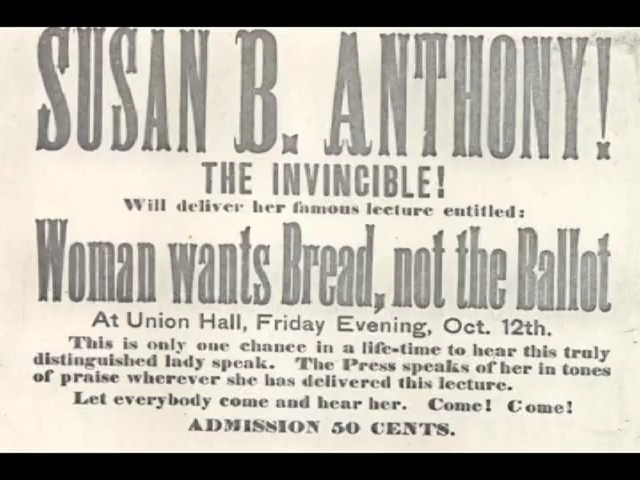 SUSAN B. ANTHONY!
THE INVINCIBLE!
Will deliver her famous lecture entitled:
Woman wants Bread, not the Ballot
At Union Hall, Friday Evening, Oct. 12th.
This is only one chance in a life-time to hear this truly
distinguished lady speak. The Press speaks of her in tones
of praise wherever she has delivered this lecture.
Let everybody come and hear her. Come! Come!
ADMISSION 50 CENTS.